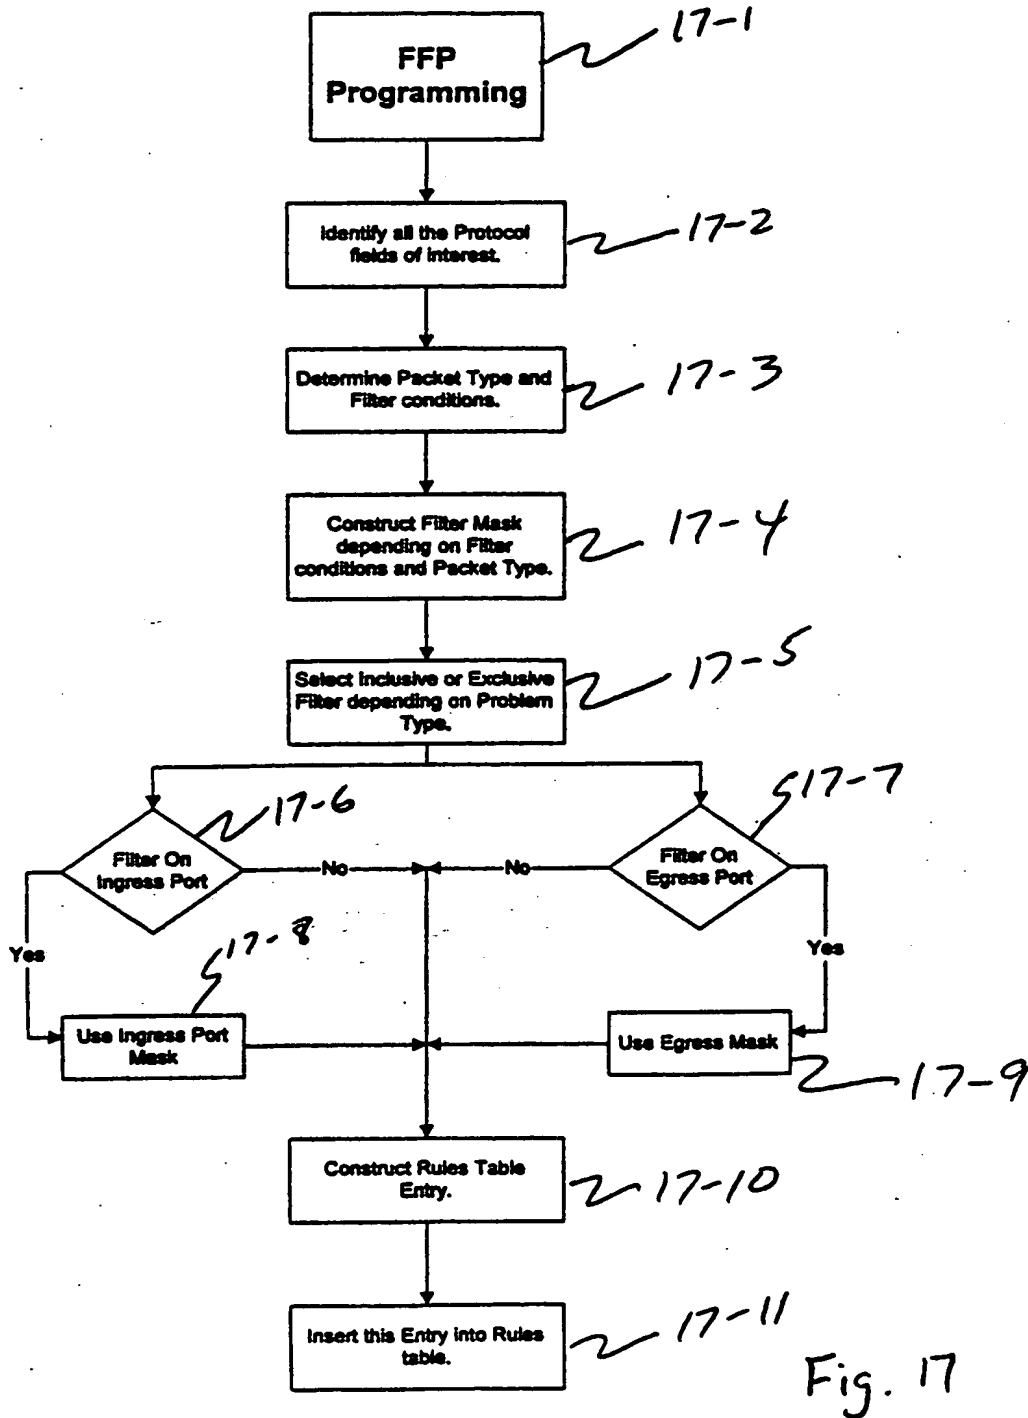 FFP
Programming
17-1
Identify all the Protocol
fields of interest.
17-2
Determine Packet Type and
Filter conditions.
17-3
Construct Filter Mask
depending on Filter
conditions and Packet Type.
17-4
Select Inclusive or Exclusive
Filter depending on Problem
Type.
17-5
17-6
17-7
Filter On
Ingress Port
No
No
Filter On
Egress Port
Yes
17-8
Yes
Use Ingress Port
Mask
Use Egress Mask
17-9
Construct Rules Table
Entry.
17-10
Insert this Entry into Rules
table.
17-11
Fig. 17